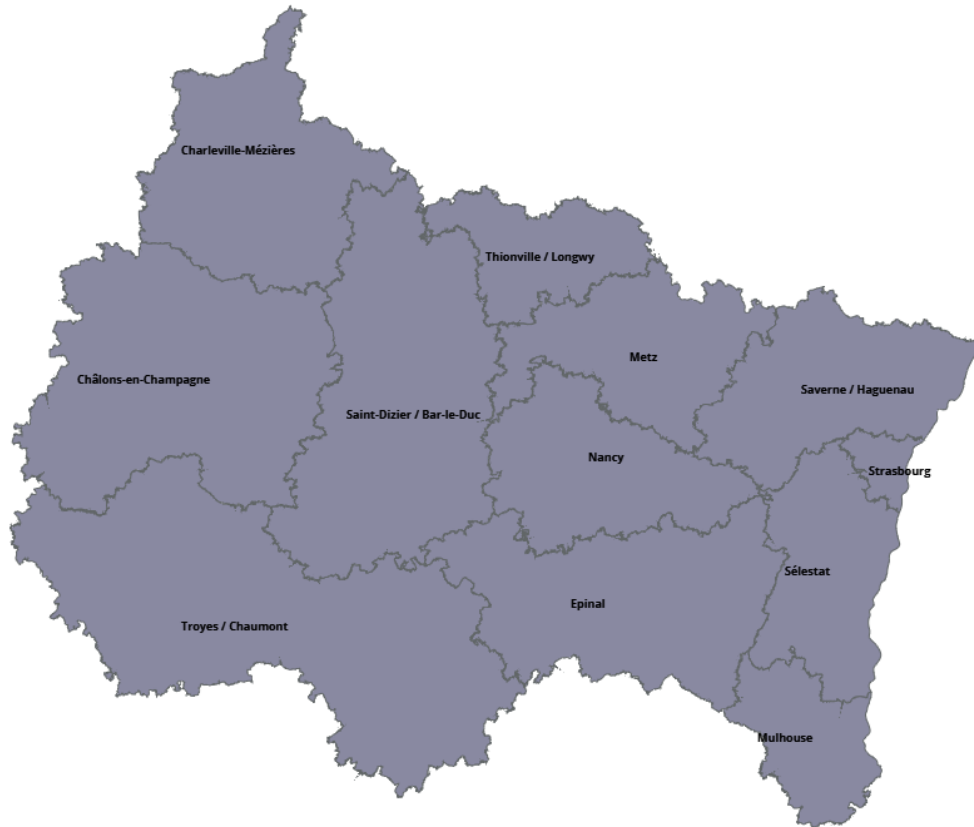 Charleville-Mézières
Thionville / Longwy
Metz
Châlons-en-Champagne
Saverne / Haguenau
Saint-Dizier / Bar-le-Duc
Nancy
Strasbourg
Sélestat
Epinal
Troyes / Chaumont
Mulhouse